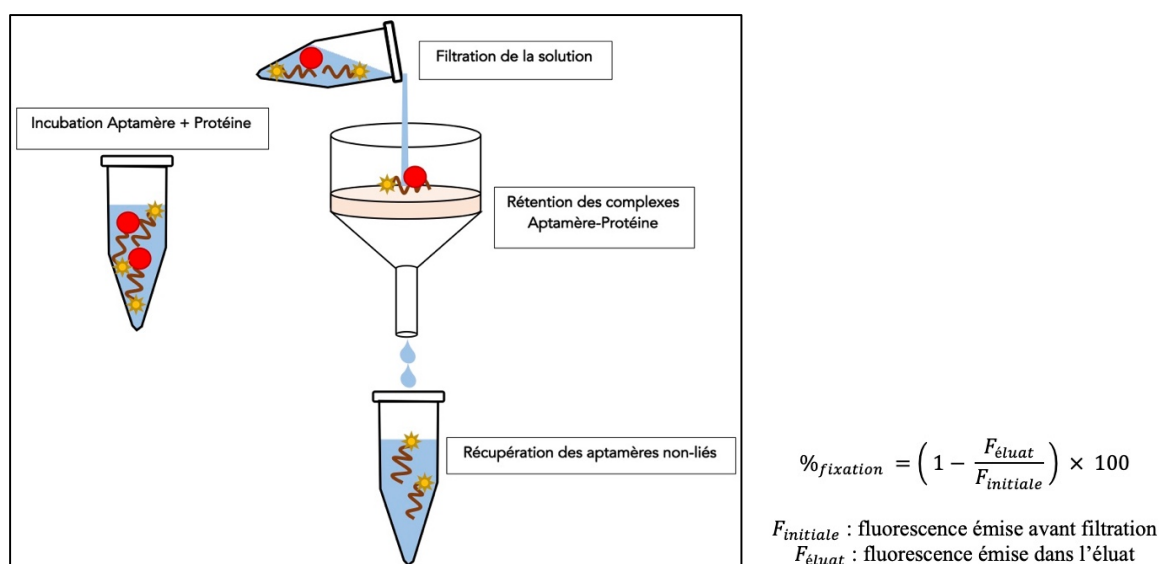 Filtration de la solution
Incubation Aptamère + Protéine
Rétention des complexes
Aptamère-Protéine
Récupération des aptamères non-liés
%fixation = ( 1 − Féluat / Finitiale ) × 100
Finitiale : fluorescence émise avant filtration
Féluat : fluorescence émise dans l’éluat